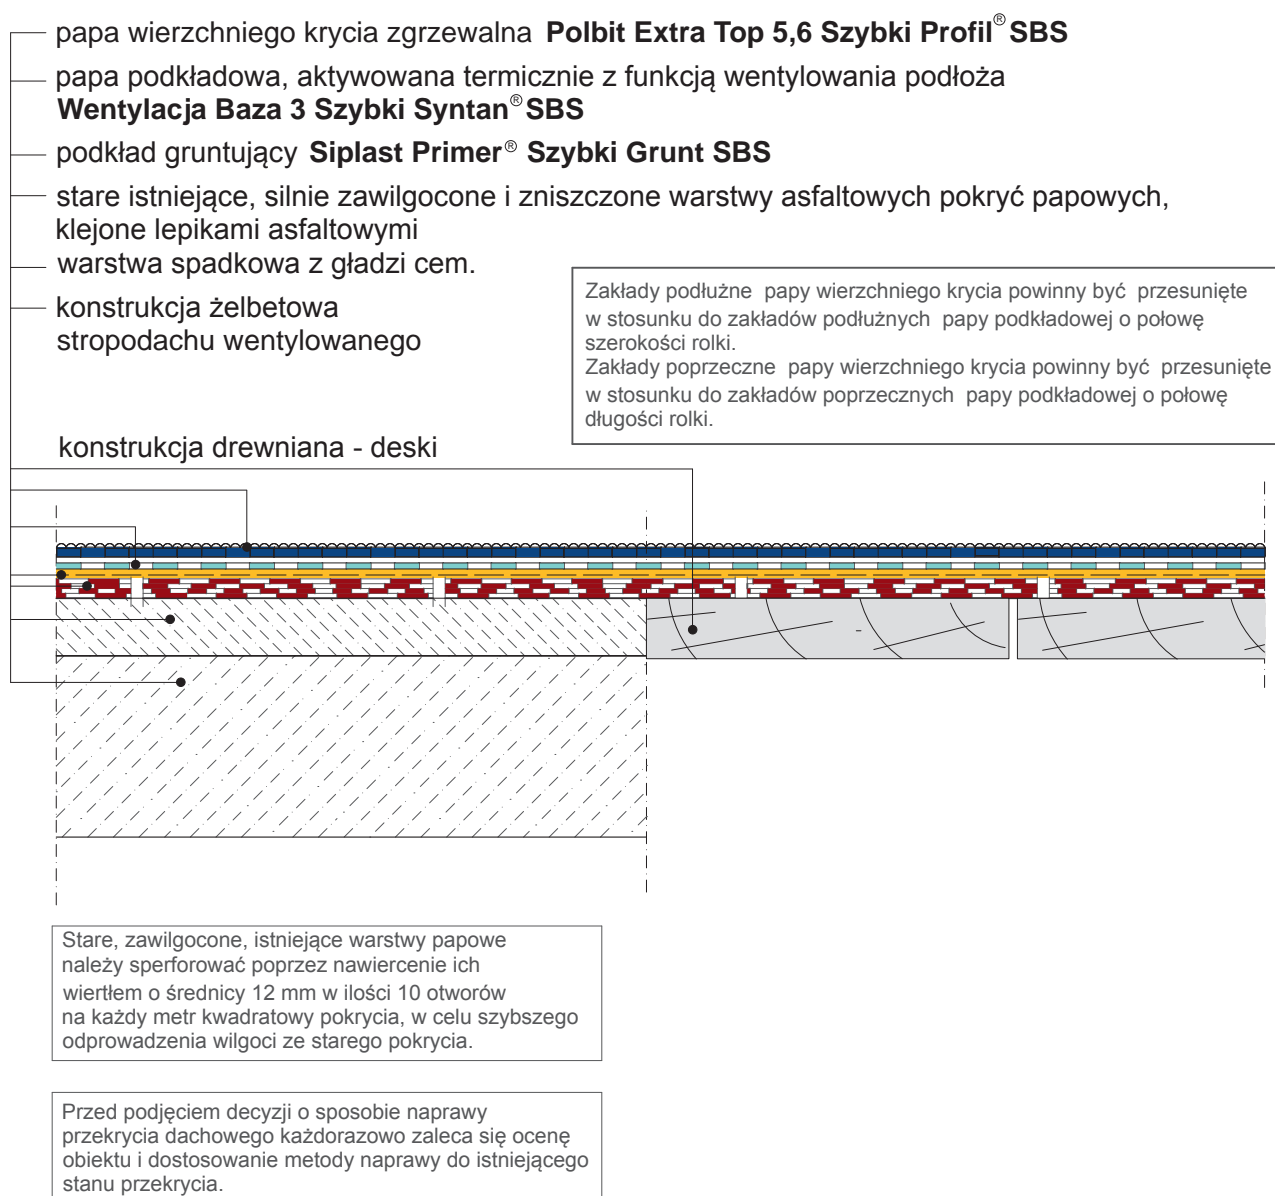 papa wierzchniego krycia zgrzewalna Polbit Extra Top 5,6 Szybki Profil® SBS
papa podkładowa, aktywowana termicznie z funkcją wentylowania podłoża
Wentylacja Baza 3 Szybki Syntan® SBS
podkład gruntujący Siplast Primer® Szybki Grunt SBS
stare istniejące, silnie zawilgocone i zniszczone warstwy asfaltowych pokryć papowych,
klejone lepikami asfaltowymi
warstwa spadkowa z gładzi cem.
konstrukcja żelbetowa
stropodachu wentylowanego
Zakłady podłużne papy wierzchniego krycia powinny być przesunięte
w stosunku do zakładów podłużnych papy podkładowej o połowę
szerokości rolki.
Zakłady poprzeczne papy wierzchniego krycia powinny być przesunięte
w stosunku do zakładów poprzecznych papy podkładowej o połowę
długości rolki.
konstrukcja drewniana - deski
Stare, zawilgocone, istniejące warstwy papowe
należy sperforować poprzez nawiercenie ich
wiertłem o średnicy 12 mm w ilości 10 otworów
na każdy metr kwadratowy pokrycia, w celu szybszego
odprowadzenia wilgoci ze starego pokrycia.
Przed podjęciem decyzji o sposobie naprawy
przekrycia dachowego każdorazowo zaleca się ocenę
obiektu i dostosowanie metody naprawy do istniejącego
stanu przekrycia.